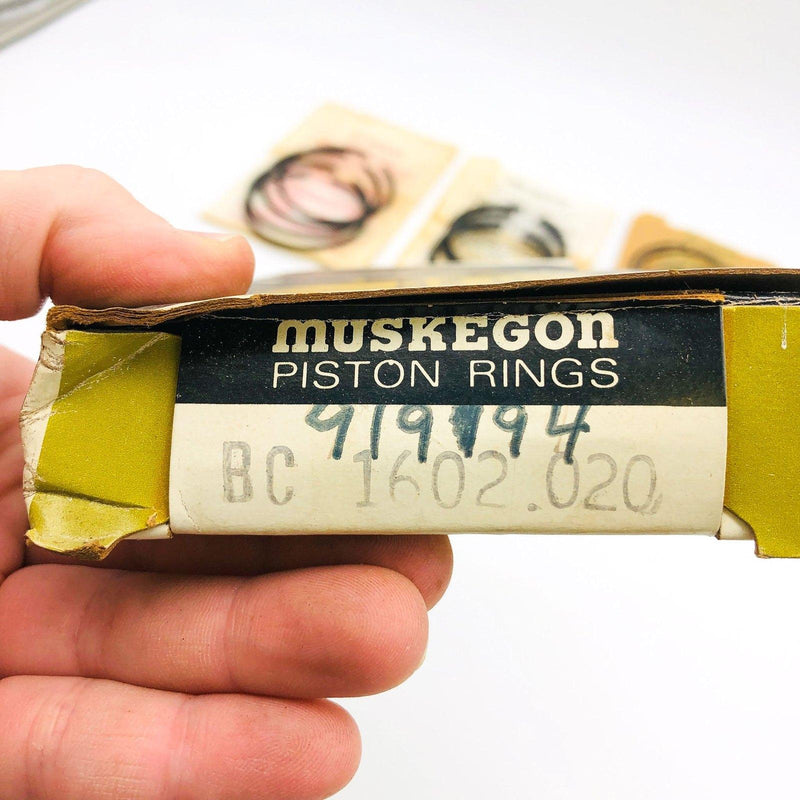 MUSKEGON
PISTON RINGS
919194
BC 1602.020